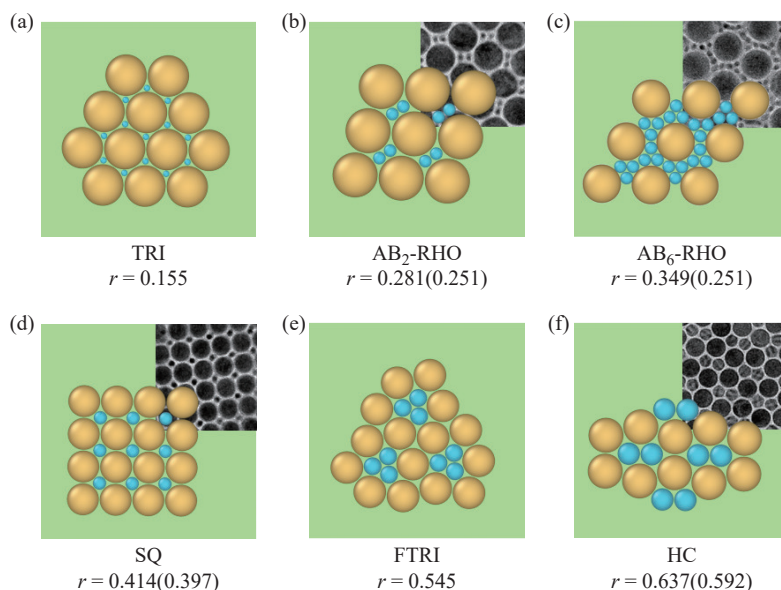 (a)
(b)
(c)
TRI
r = 0.155
AB₂-RHO
r = 0.281(0.251)
AB₆-RHO
r = 0.349(0.251)
(d)
(e)
(f)
SQ
r = 0.414(0.397)
FTRI
r = 0.545
HC
r = 0.637(0.592)